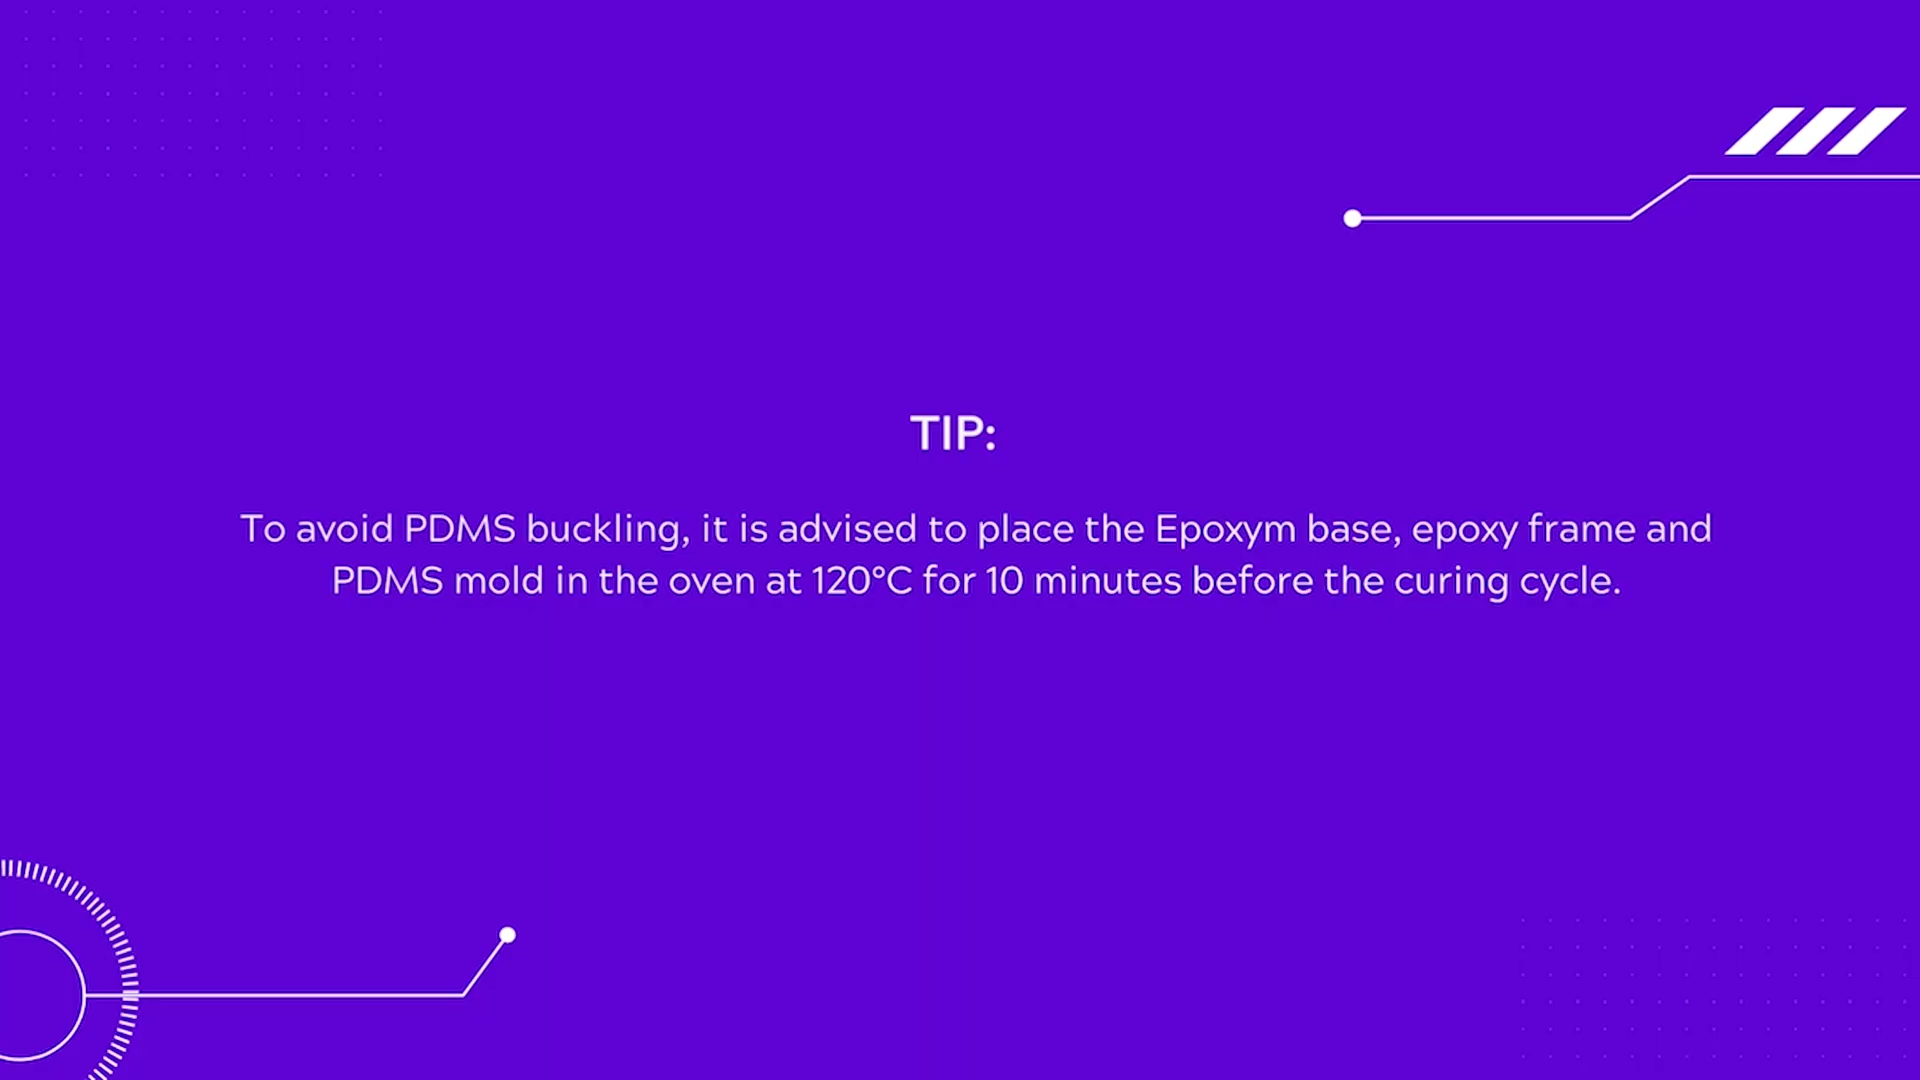 TIP:
To avoid PDMS buckling, it is advised to place the Epoxym base, epoxy frame and
PDMS mold in the oven at 120°C for 10 minutes before the curing cycle.